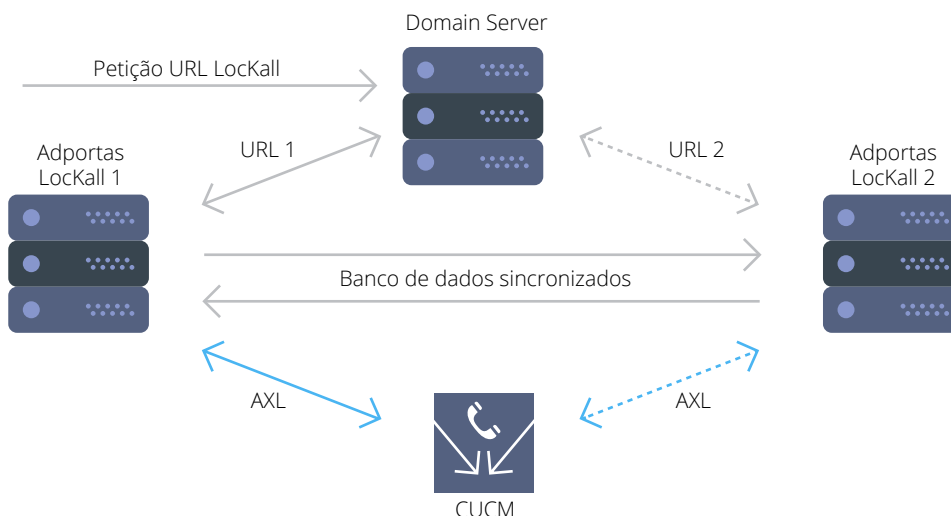 Domain Server
Petição URL LocKall
URL 1
URL 2
Adportas
LocKall 1
Adportas
LocKall 2
Banco de dados sincronizados
AXL
AXL
CUCM